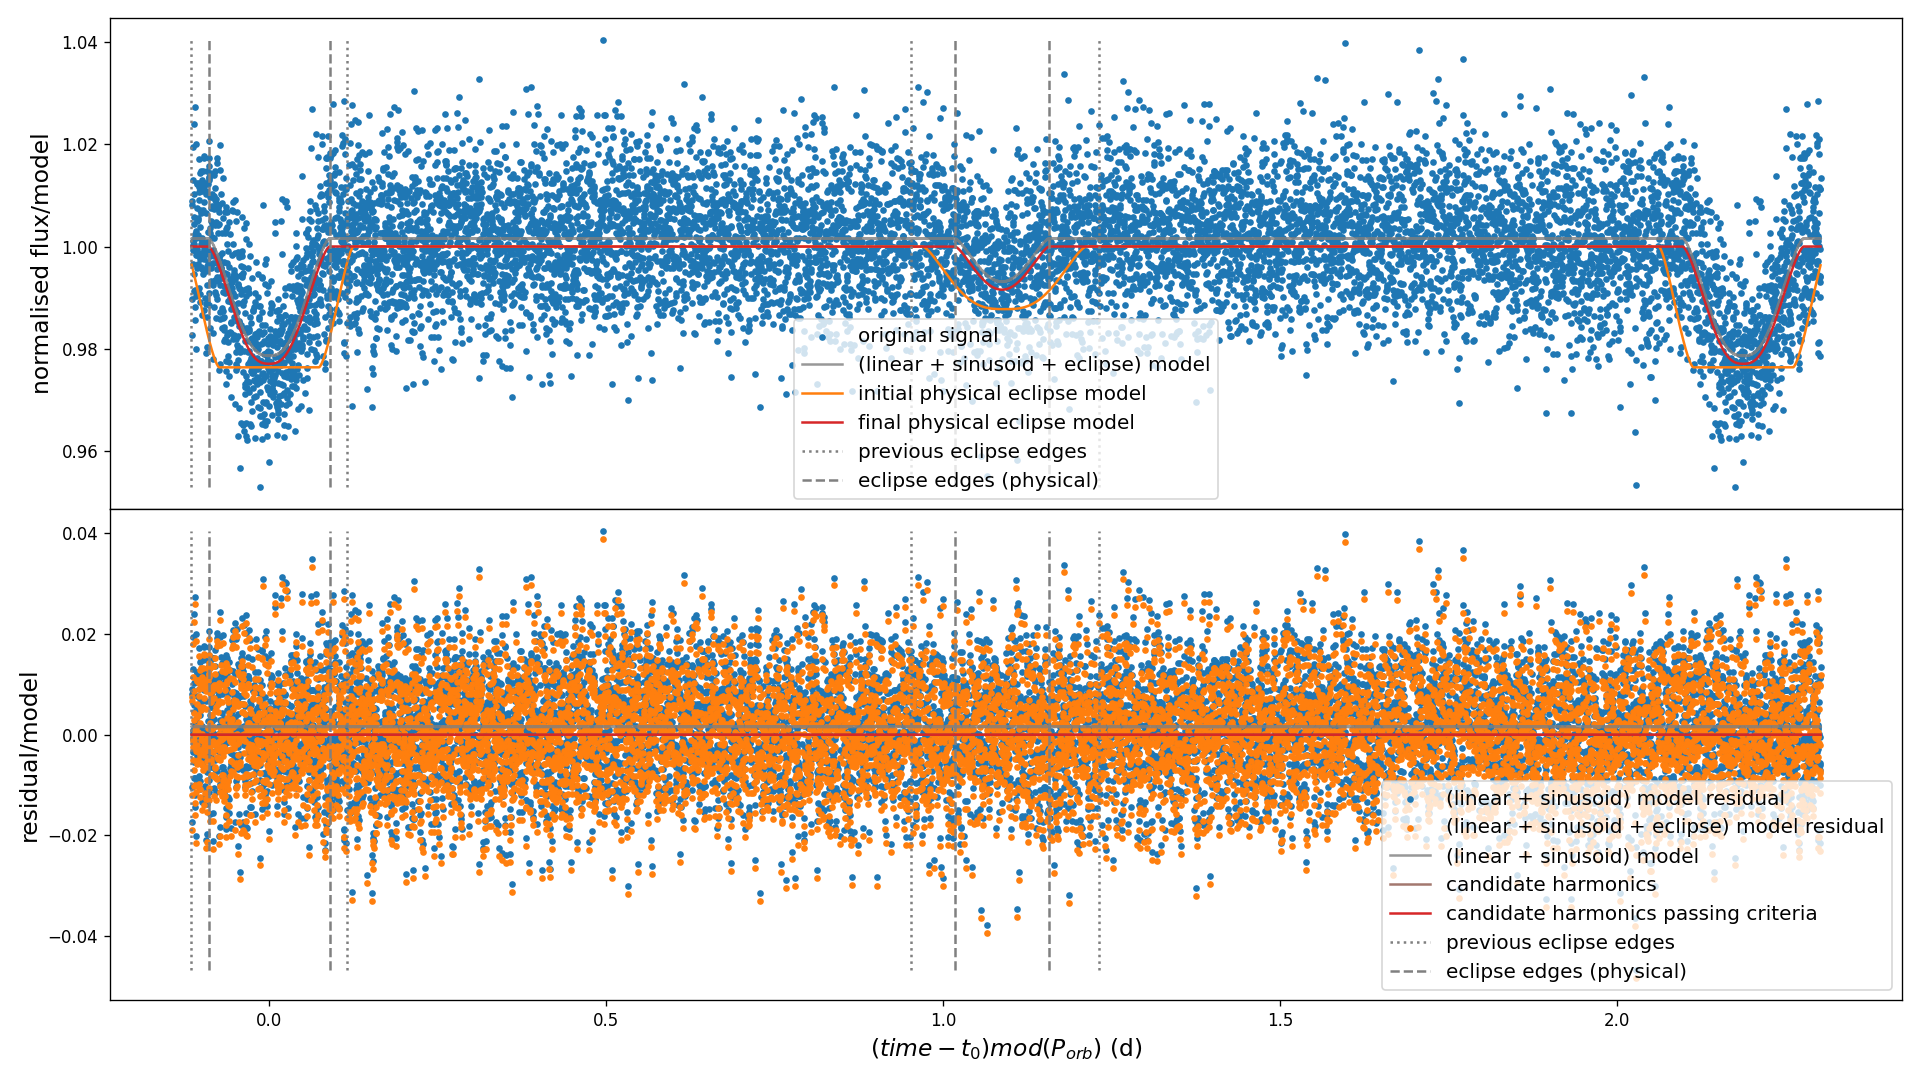 1.04
1.02
1.00
0.98
0.96
normalised flux/model
original signal
(linear + sinusoid + eclipse) model
initial physical eclipse model
final physical eclipse model
previous eclipse edges
eclipse edges (physical)
0.04
0.02
0.00
−0.02
−0.04
residual/model
(linear + sinusoid) model residual
(linear + sinusoid + eclipse) model residual
(linear + sinusoid) model
candidate harmonics
candidate harmonics passing criteria
previous eclipse edges
eclipse edges (physical)
0.0 0.5 1.0 1.5 2.0
(time − t₀)mod(P_orb) (d)